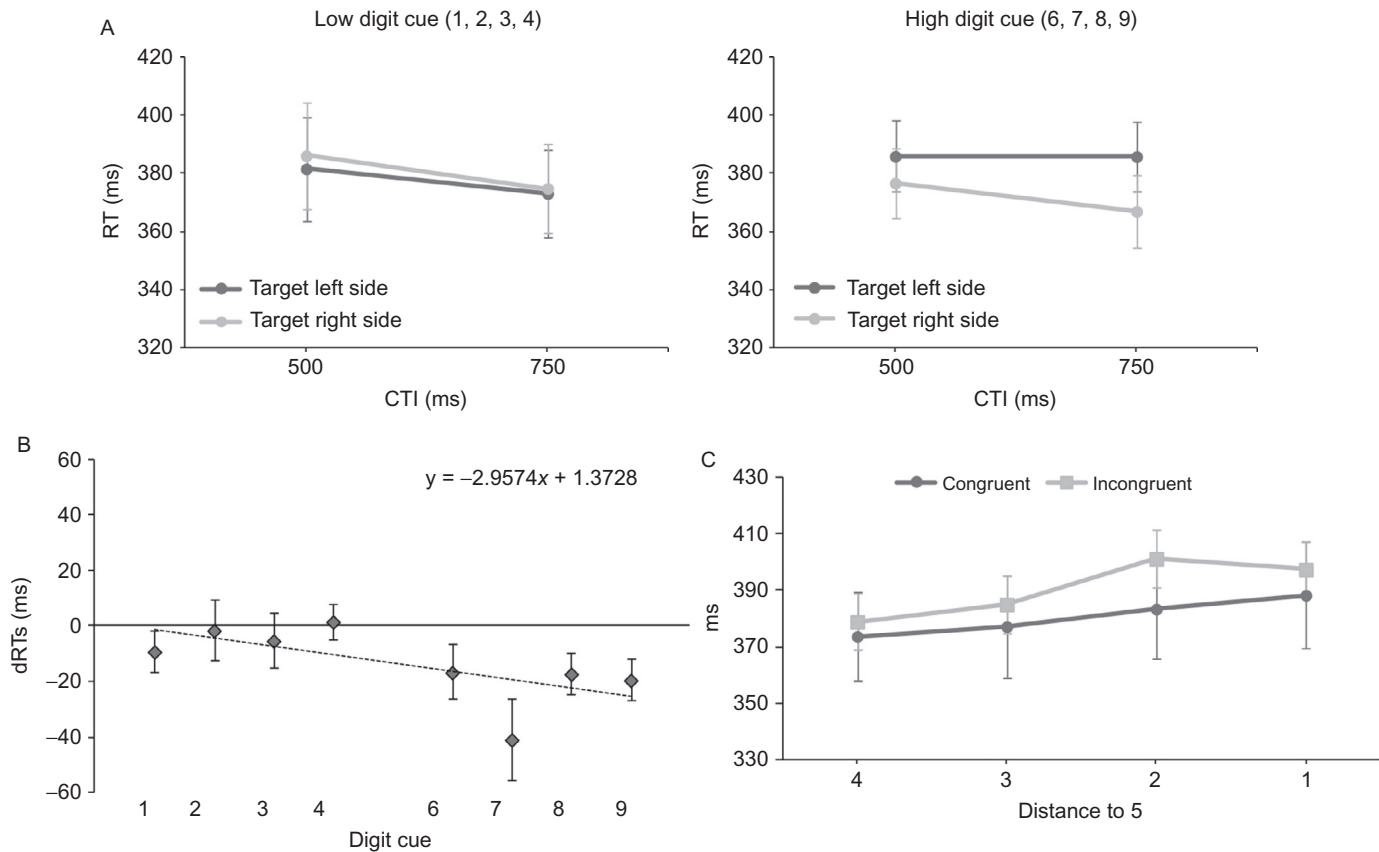 A
Low digit cue (1, 2, 3, 4)
420
400
380
360
340
320
RT (ms)
Target left side
Target right side
500 750
CTI (ms)
High digit cue (6, 7, 8, 9)
420
400
380
360
340
320
RT (ms)
Target left side
Target right side
500 750
CTI (ms)
B
60
40
20
0
–20
–40
–60
dRTs (ms)
y = –2.9574x + 1.3728
1 2 3 4 6 7 8 9
Digit cue
C
430
410
390
370
350
330
ms
Congruent Incongruent
4 3 2 1
Distance to 5